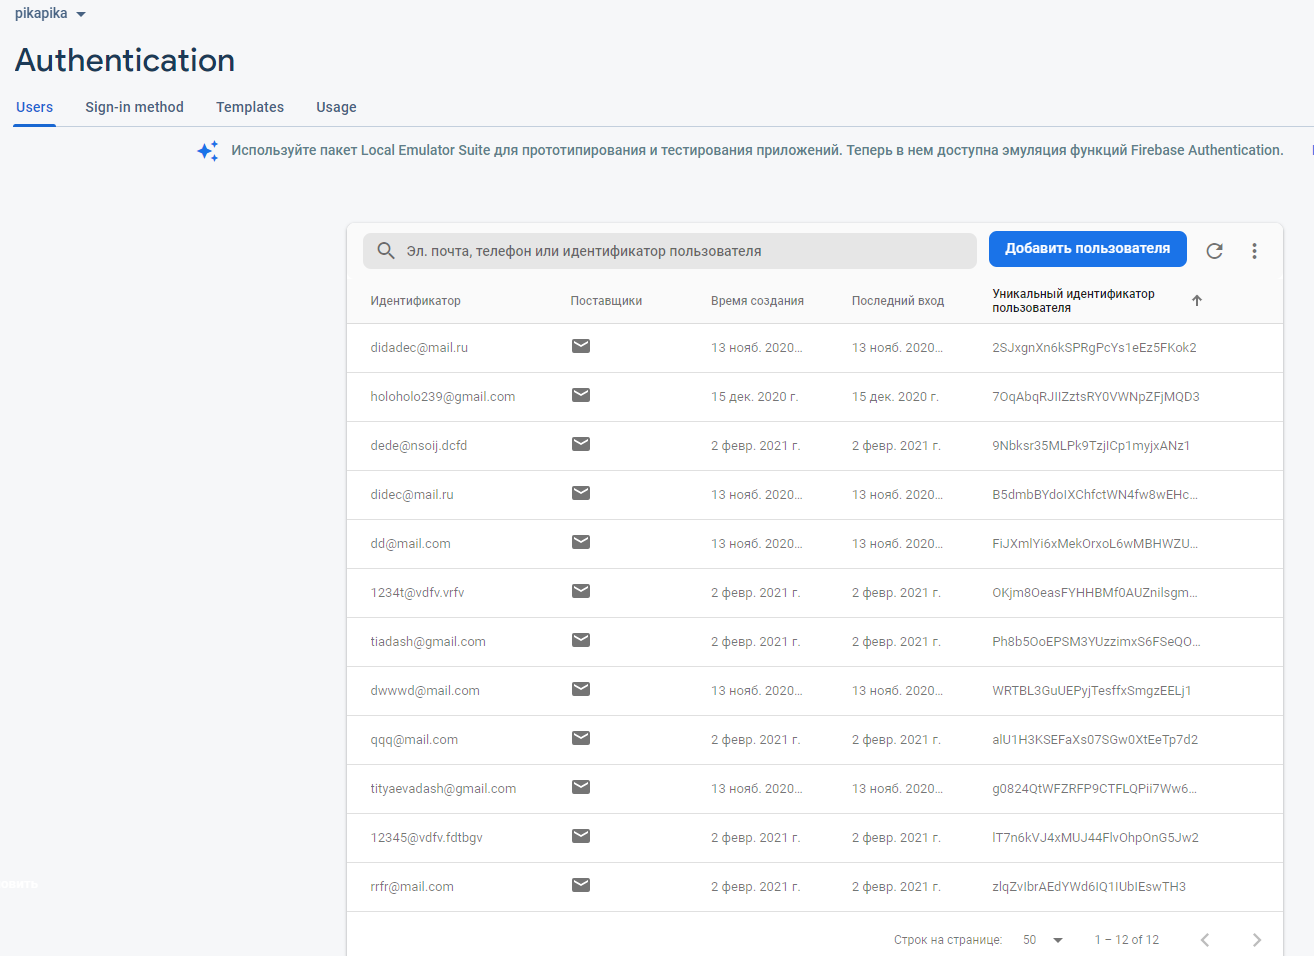 pikapika
Authentication
Users Sign-in method Templates Usage
Используйте пакет Local Emulator Suite для прототипирования и тестирования приложений. Теперь в нем доступна эмуляция функций Firebase Authentication.
Эл. почта, телефон или идентификатор пользователя Добавить пользователя
Идентификатор Поставщики Время создания Последний вход Уникальный идентификатор
пользователя
didadec@mail.ru 13 нояб. 2020... 13 нояб. 2020... 2SJxgnXn6kSPRgPcYs1eEz5FKok2
holoholo239@gmail.com 15 дек. 2020 г. 15 дек. 2020 г. 7OqAbqRJIIZztsRY0VWNpZFjMQD3
dede@nsoij.dcfd 2 февр. 2021 г. 2 февр. 2021 г. 9Nbksr35MLPk9TzjICp1myjxANz1
didec@mail.ru 13 нояб. 2020... 13 нояб. 2020... B5dmbBYdoIXChfctWN4fw8wEHc...
dd@mail.com 13 нояб. 2020... 13 нояб. 2020... FiJXmlYi6xMekOrxoL6wMBHWZU...
1234t@vdfv.vrfv 2 февр. 2021 г. 2 февр. 2021 г. OKjm8OeasFYHHBMf0AUZnilsgm...
tiadash@gmail.com 2 февр. 2021 г. 2 февр. 2021 г. Ph8b5OoEPSM3YUzzimxS6FSeQO...
dwwwd@mail.com 13 нояб. 2020... 13 нояб. 2020... WRTBL3GuUEPyjTesffxSmgzEELj1
qqq@mail.com 2 февр. 2021 г. 2 февр. 2021 г. alU1H3KSEFaXs07SGw0XtEeTp7d2
tityaevadash@gmail.com 13 нояб. 2020... 13 нояб. 2020... g0824QtWFZRFP9CTFLQPii7Ww6...
12345@vdfv.fdtbgv 2 февр. 2021 г. 2 февр. 2021 г. lT7n6kVJ4xMUJ44FlvOhpOnG5Jw2
rrfr@mail.com 2 февр. 2021 г. 2 февр. 2021 г. zlqZvIbrAEdYWd6IQ1IUbIEswTH3
Строк на странице: 50 1 – 12 of 12